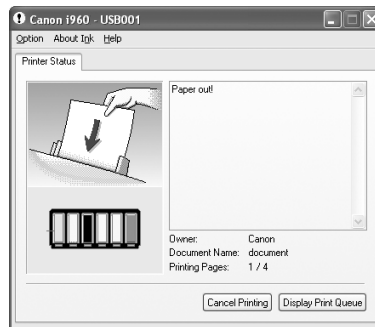 Canon i960 - USB001
Option About Ink Help
Printer Status
Paper out!
Owner: Canon
Document Name: document
Printing Pages: 1 / 4
Cancel Printing Display Print Queue